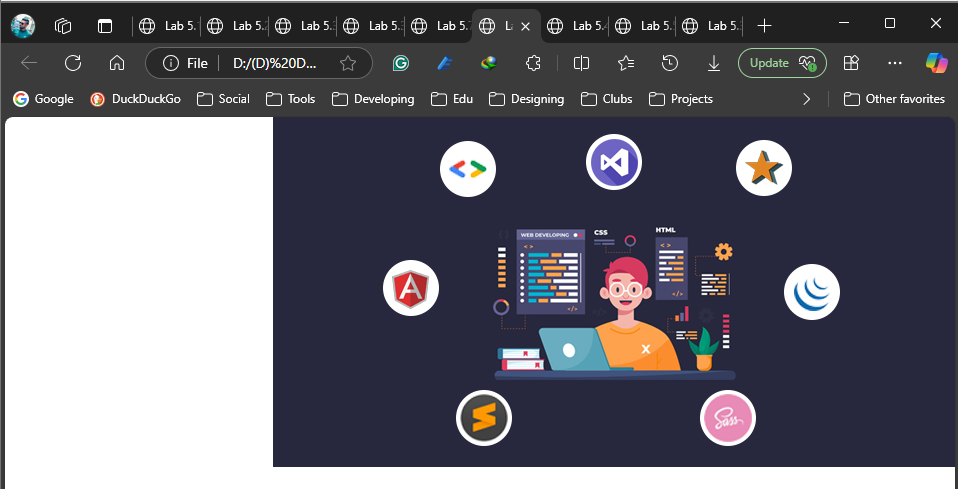 Lab 5. Lab 5. Lab 5. Lab 5. Lab 5. La Lab 5. Lab 5. Lab 5.
File D:/(D)%20D... Update
Google DuckDuckGo Social Tools Developing Edu Designing Clubs Projects Other favorites
WEB DEVELOPING CSS HTML
< > < >
A
</> </>
X
S Sass